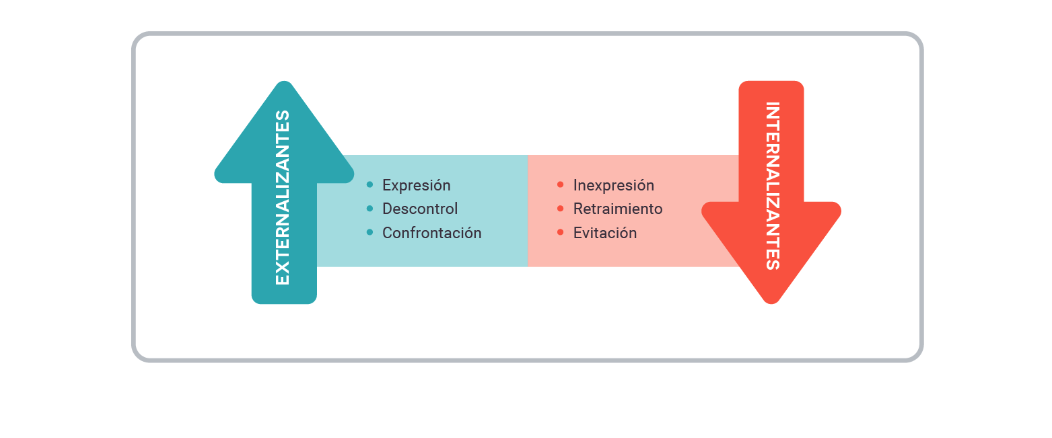 EXTERNALIZANTES
Expresión
Descontrol
Confrontación
Inexpresión
Retraimiento
Evitación
INTERNALIZANTES